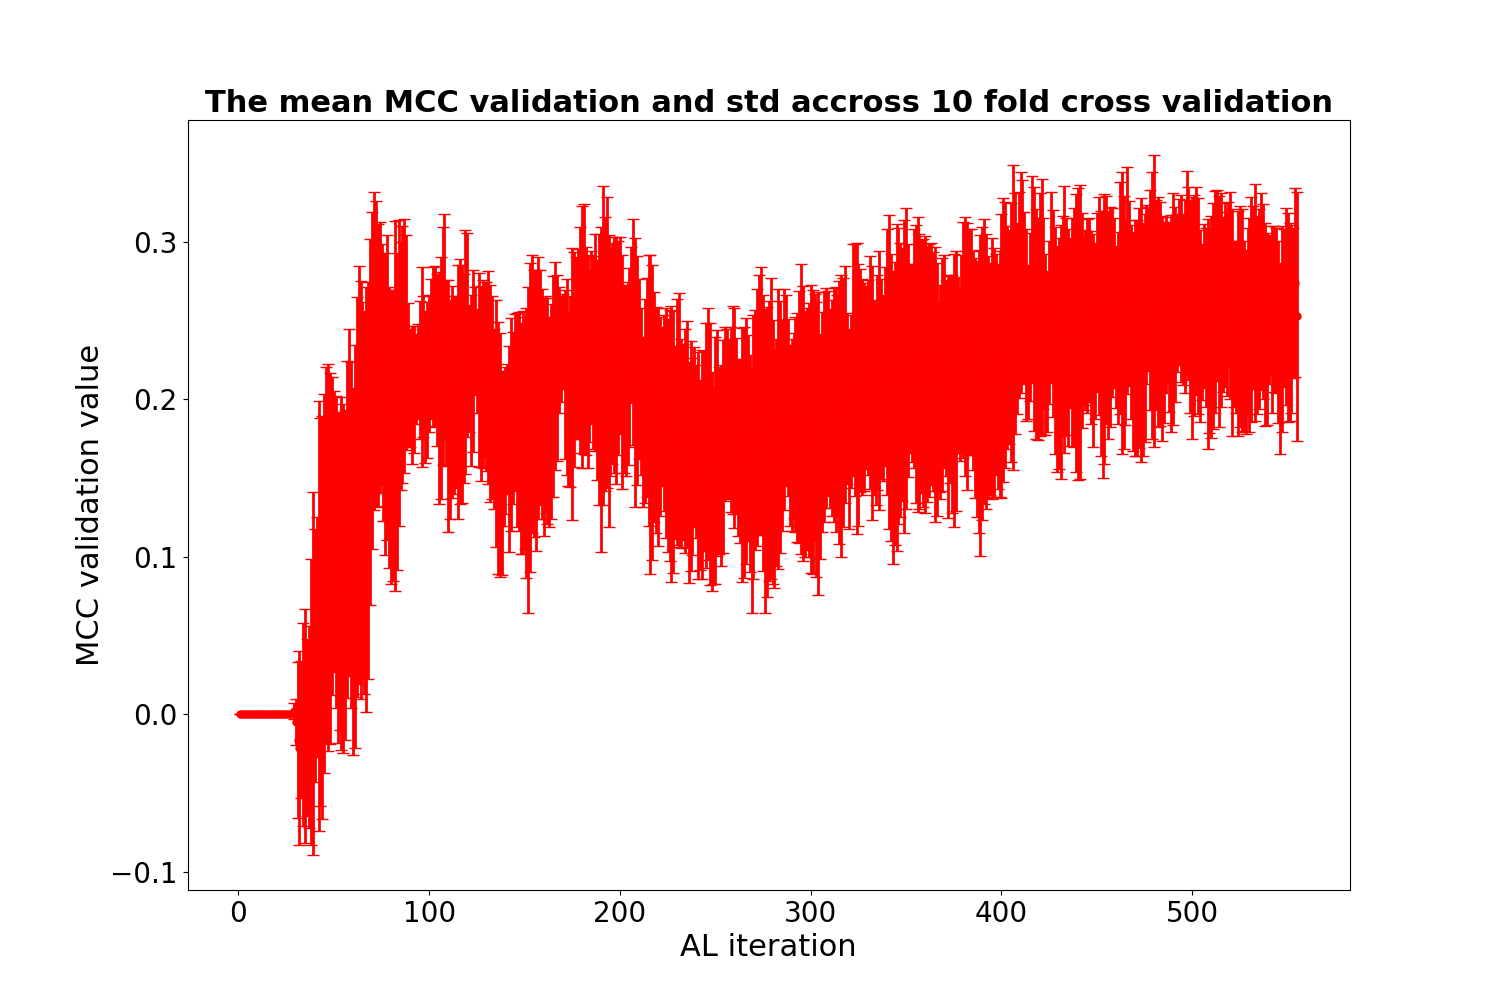 The mean MCC validation and std accross 10 fold cross validation
MCC validation value
0.3
0.2
0.1
0.0
−0.1
0 100 200 300 400 500
AL iteration